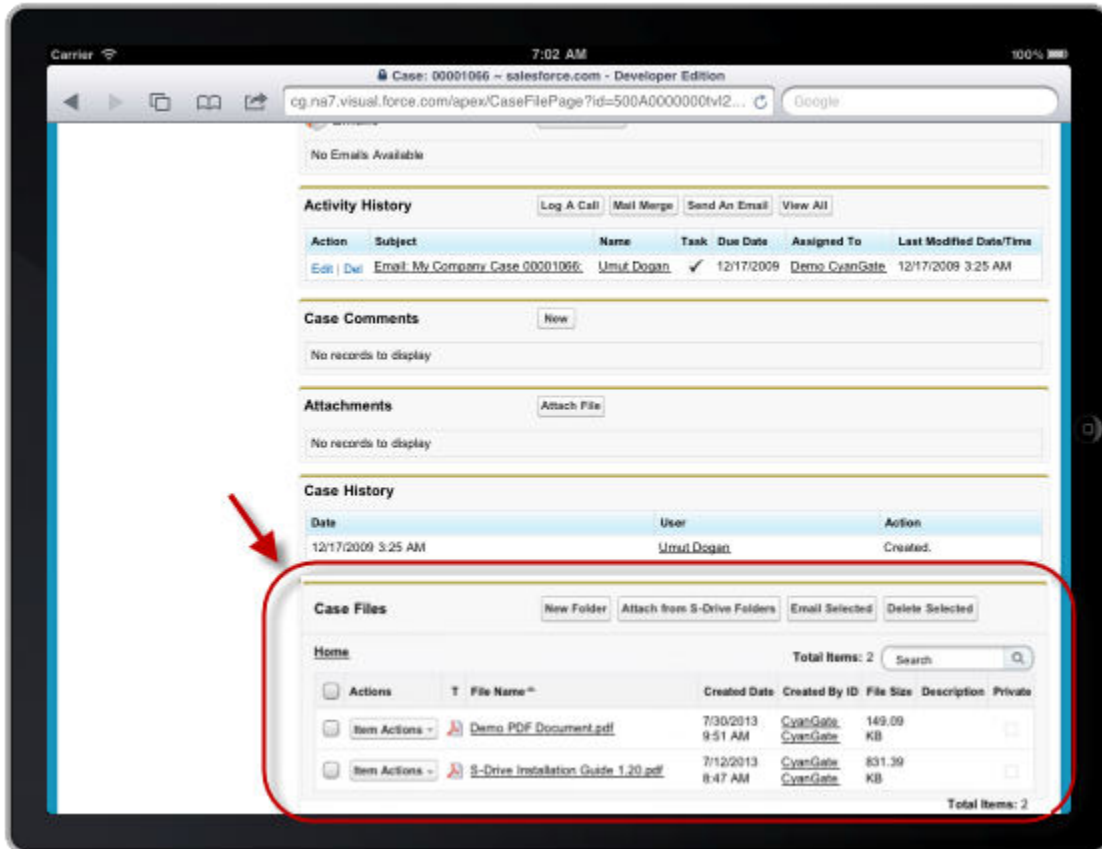 Carrier 7:02 AM 100%
Case: 00001066 ~ salesforce.com - Developer Edition
cg.na7.visual.force.com/apex/CaseFilePage?id=500A0000000tvl2... Google
No Emails Available
Activity History Log A Call Mail Merge Send An Email View All
Action Subject Name Task Due Date Assigned To Last Modified Date/Time
Edit | Del Email: My Company Case 00001066: Umut Dogan ✓ 12/17/2009 Demo CyanGate 12/17/2009 3:25 AM
Case Comments New
No records to display
Attachments Attach File
No records to display
Case History
Date User Action
12/17/2009 3:25 AM Umut Dogan Created.
Case Files New Folder Attach from S-Drive Folders Email Selected Delete Selected
Home Total Items: 2 Search
Actions T File Name Created Date Created By ID File Size Description Private
Item Actions Demo PDF Document.pdf 7/30/2013 9:51 AM CyanGate CyanGate 149.09 KB
Item Actions S-Drive Installation Guide 1.20.pdf 7/12/2013 8:47 AM CyanGate CyanGate 831.39 KB
Total Items: 2